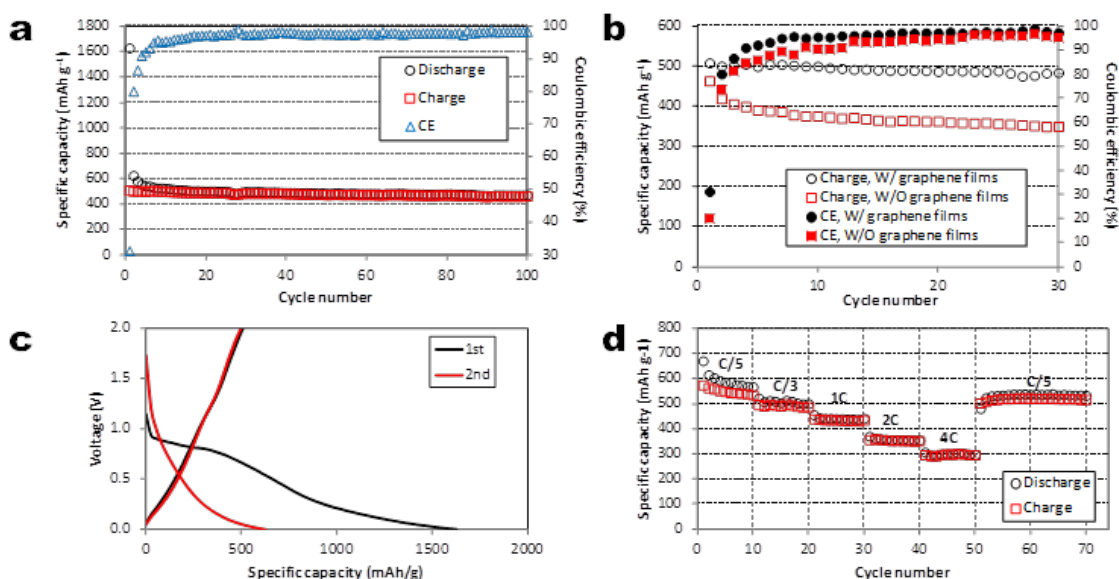 a
1800
1600
1400
1200
1000
800
600
400
200
0
Specific capacity (mAh g⁻¹)
0
20
40
60
80
100
Cycle number
100
90
80
70
60
50
40
30
Coulombic efficiency (%)
Discharge
Charge
CE
b
600
500
400
300
200
100
0
Specific capacity (mAh g⁻¹)
0
10
20
30
Cycle number
100
90
80
70
60
50
40
30
20
10
0
Coulombic efficiency (%)
Charge, W/ graphene films
Charge, W/O graphene films
CE, W/ graphene films
CE, W/O graphene films
c
2.0
1.5
1.0
0.5
0.0
Voltage (V)
0
500
1000
1500
2000
Specific capacity (mAh/g)
1st
2nd
d
800
700
600
500
400
300
200
100
0
Specific capacity (mAh g-1)
0
10
20
30
40
50
60
70
Cycle number
C/5
C/3
1C
2C
4C
C/5
Discharge
Charge